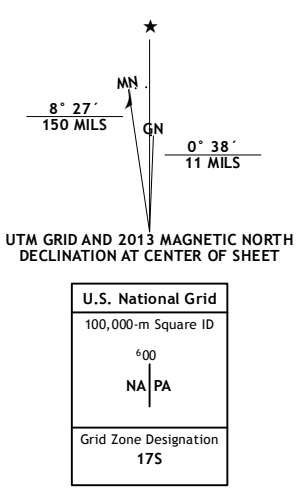 ★
MN
8° 27´
150 MILS
GN
0° 38´
11 MILS
UTM GRID AND 2013 MAGNETIC NORTH
DECLINATION AT CENTER OF SHEET
U.S. National Grid
100,000-m Square ID
⁶00
NA PA
Grid Zone Designation
17S